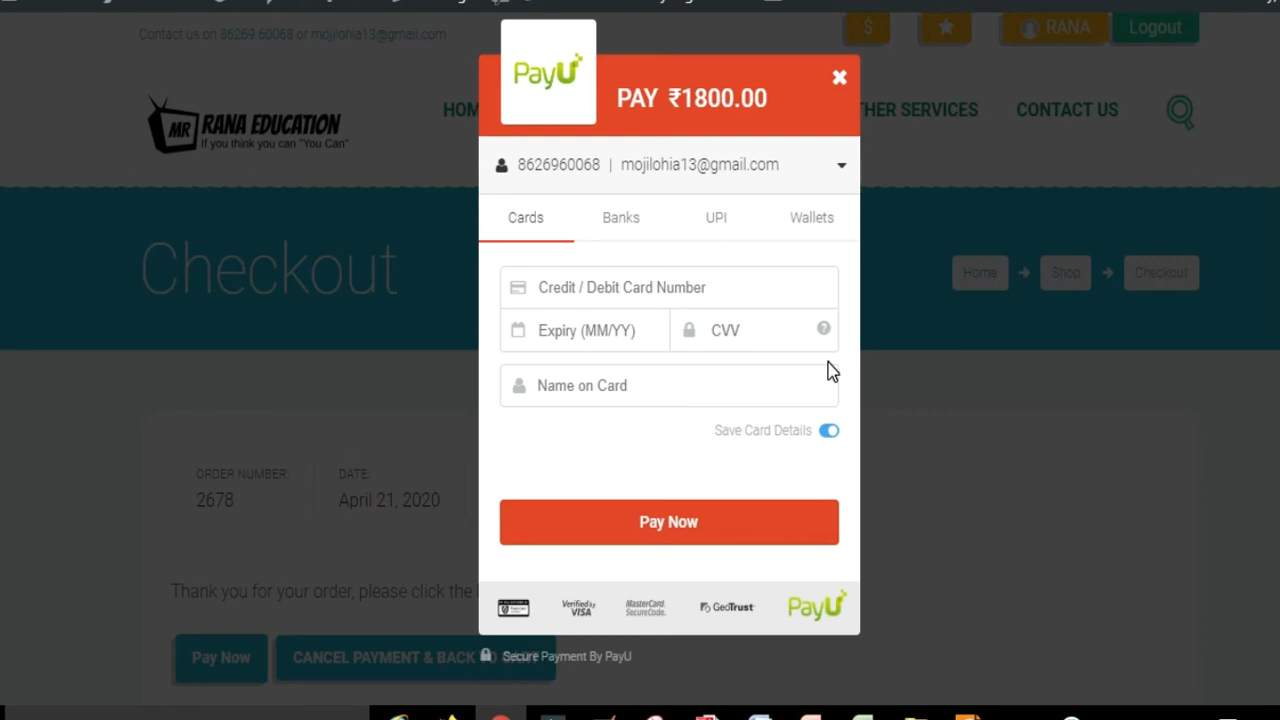 Contact us on 86269 60068 or mojilohia13@gmail.com
$
RANA
Logout
MR RANA EDUCATION
If you think you can "You Can"
HOM
THER SERVICES
CONTACT US
PayU
PAY ₹1800.00
8626960068 | mojilohia13@gmail.com
Cards
Banks
UPI
Wallets
Checkout
Home
Shop
Checkout
Credit / Debit Card Number
Expiry (MM/YY)
CVV
?
Name on Card
Save Card Details
ORDER NUMBER:
DATE:
2678
April 21, 2020
Pay Now
Thank you for your order, please click the
Verified by VISA
MasterCard. SecureCode.
GeoTrust
PayU
Pay Now
CANCEL PAYMENT & BACK
Secure Payment By PayU